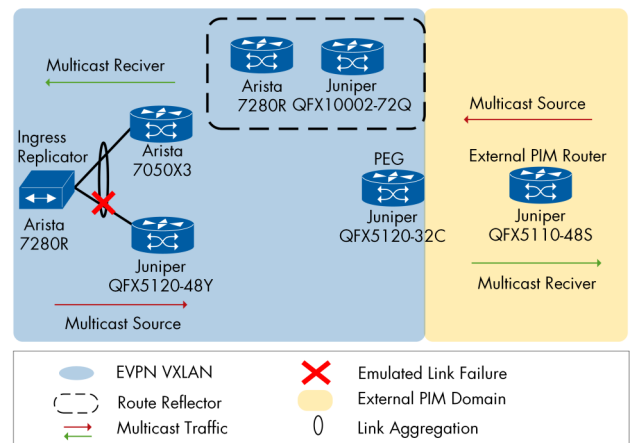 Multicast Reciver
Arista
7280R
Juniper
QFX10002-72Q
Multicast Source
Ingress
Replicator
Arista
7050X3
PEG
External PIM Router
Arista
7280R
Juniper
QFX5120-32C
Juniper
QFX5110-48S
Juniper
QFX5120-48Y
Multicast Source
Multicast Reciver
EVPN VXLAN
Emulated Link Failure
Route Reflector
External PIM Domain
Multicast Traffic
Link Aggregation